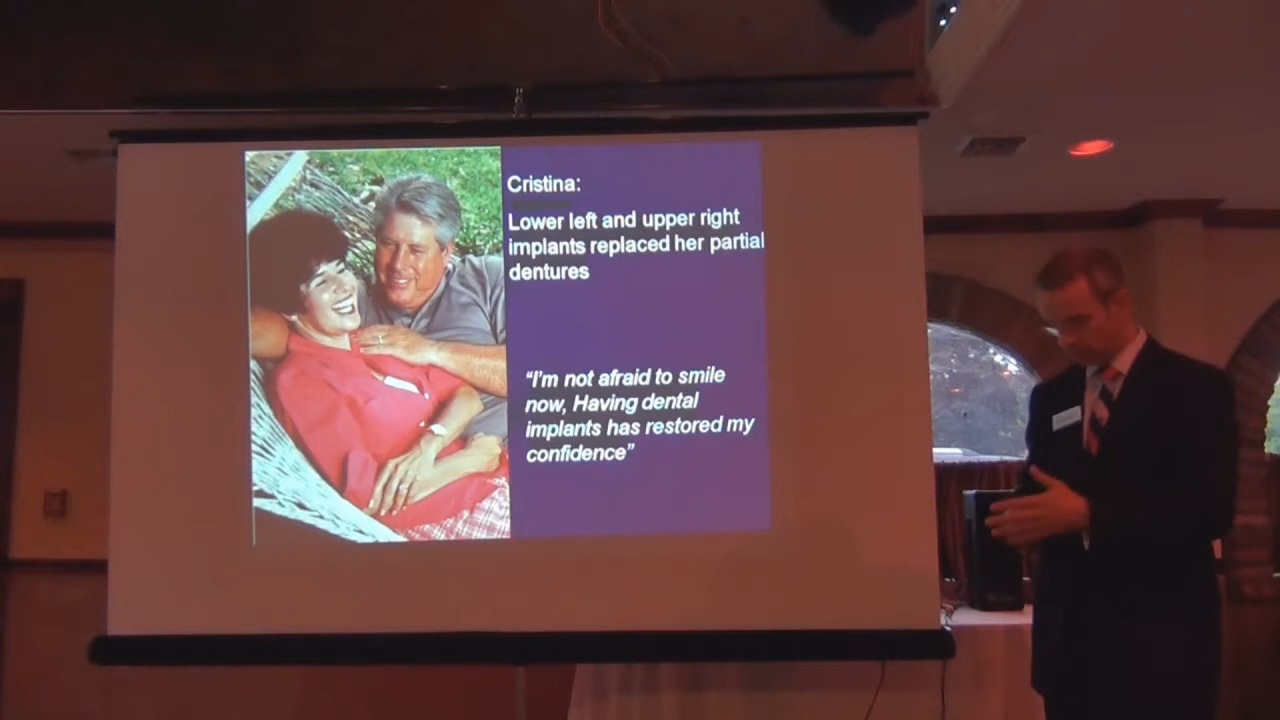 Cristina:
Lower left and upper right
implants replaced her partial
dentures
“I’m not afraid to smile
now, Having dental
implants has restored my
confidence”